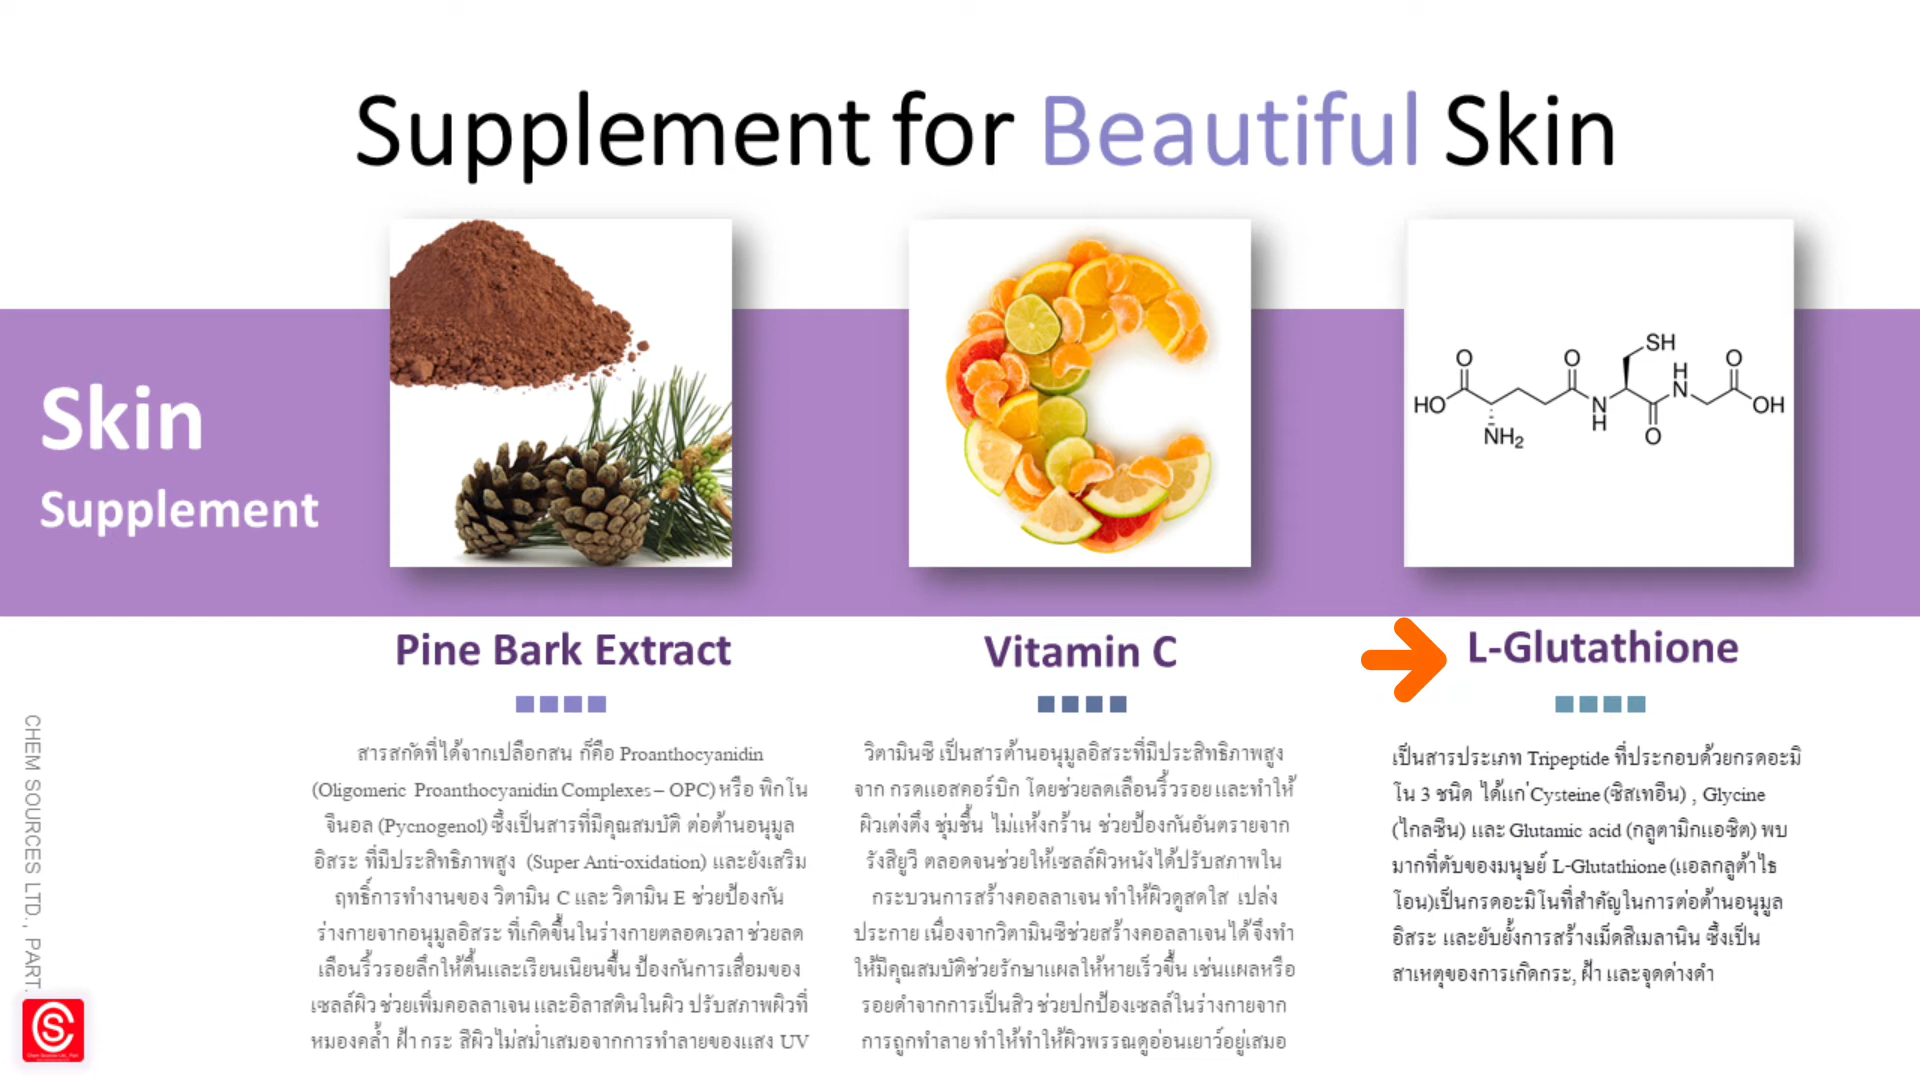 Supplement for Beautiful Skin
Skin
Supplement
O
HO
NH2
O
N
H
SH
O
H
N
O
OH
Pine Bark Extract
สารสกัดที่ได้จากเปลือกสน ก็คือ Proanthocyanidin
(Oligomeric Proanthocyanidin Complexes – OPC) หรือ พิกโน
จินอล (Pycnogenol) ซึ่งเป็นสารที่มีคุณสมบัติ ต่อต้านอนุมูล
อิสระ ที่มีประสิทธิภาพสูง (Super Anti-oxidation) และยังเสริม
ฤทธิ์การทำงานของ วิตามิน C และ วิตามิน E ช่วยป้องกัน
ร่างกายจากอนุมูลอิสระ ที่เกิดขึ้นในร่างกายตลอดเวลา ช่วยลด
เลือนริ้วรอยลึกให้ตื้นและเรียนเนียนขึ้น ป้องกันการเสื่อมของ
เซลล์ผิว ช่วยเพิ่มคอลลาเจน และอิลาสตินในผิว ปรับสภาพผิวที่
หมองคล้ำ ฝ้า กระ สีผิวไม่สม่ำเสมอจากการทำลายของแสง UV
Vitamin C
วิตามินซี เป็นสารต้านอนุมูลอิสระที่มีประสิทธิภาพสูง
จาก กรดแอสคอร์บิก โดยช่วยลดเลือนริ้วรอย และทำให้
ผิวเต่งตึง ชุ่มชื้น ไม่แห้งกร้าน ช่วยป้องกันอันตรายจาก
รังสียูวี ตลอดจนช่วยให้เซลล์ผิวหนังได้ปรับสภาพใน
กระบวนการสร้างคอลลาเจน ทำให้ผิวดูสดใส เปล่ง
ประกาย เนื่องจากวิตามินซีช่วยสร้างคอลลาเจนได้ จึงทำ
ให้มีคุณสมบัติช่วยรักษาแผลให้หายเร็วขึ้น เช่นแผลหรือ
รอยดำจากการเป็นสิว ช่วยปกป้องเซลล์ในร่างกายจาก
การถูกทำลาย ทำให้ทำให้ผิวพรรณดูอ่อนเยาว์อยู่เสมอ
L-Glutathione
เป็นสารประเภท Tripeptide ที่ประกอบด้วยกรดอะมิ
โน 3 ชนิด ได้แก่ Cysteine (ซิสเทอีน) , Glycine
(ไกลซีน) และ Glutamic acid (กลูตามิกแอซิต) พบ
มากที่ตับของมนุษย์ L-Glutathione (แอลกลูต้าไธ
โอน)เป็นกรดอะมิโนที่สำคัญในการต่อต้านอนุมูล
อิสระ และยับยั้งการสร้างเม็ดสีเมลานิน ซึ่งเป็น
สาเหตุของการเกิดกระ, ฝ้า และจุดด่างดำ
CHEM SOURCES LTD., PART.